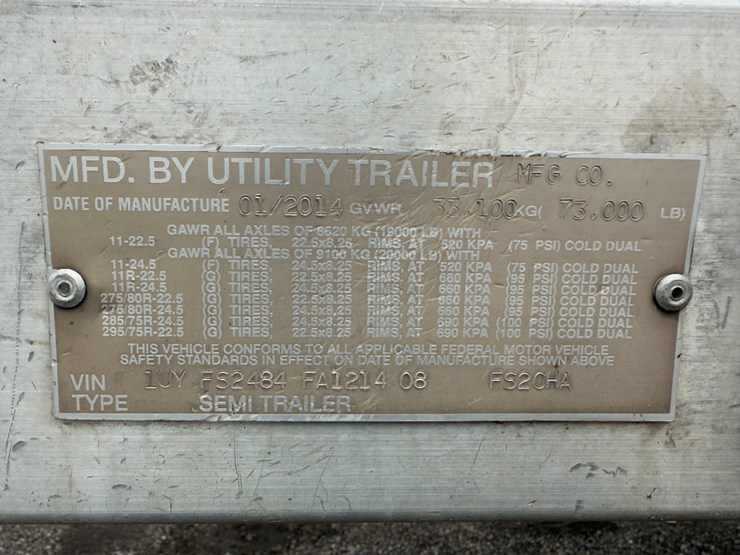 MFD. BY UTILITY TRAILER MFG CO.
DATE OF MANUFACTURE 01/2014 GVWR 33.100 KG( 73.000 LB)
GAWR ALL AXLES OF 8620 KG (19000 LB) WITH
11-22.5 (F) TIRES, 22.5x8.25 RIMS, AT 520 KPA (75 PSI) COLD DUAL
GAWR ALL AXLES OF 9100 KG (20000 LB) WITH
11-24.5 (F) TIRES, 24.5x8.25 RIMS, AT 520 KPA (75 PSI) COLD DUAL
11R-22.5 (G) TIRES, 22.5x8.25 RIMS, AT 660 KPA (95 PSI) COLD DUAL
11R-24.5 (G) TIRES, 24.5x8.25 RIMS, AT 660 KPA (95 PSI) COLD DUAL
275/80R-22.5 (G) TIRES, 22.5x8.25 RIMS, AT 660 KPA (95 PSI) COLD DUAL
275/80R-24.5 (G) TIRES, 24.5x8.25 RIMS, AT 660 KPA (95 PSI) COLD DUAL
285/75R-24.5 (G) TIRES, 24.5x8.25 RIMS, AT 690 KPA (100 PSI) COLD DUAL
295/75R-22.5 (G) TIRES, 22.5x8.25 RIMS, AT 690 KPA (100 PSI) COLD DUAL
THIS VEHICLE CONFORMS TO ALL APPLICABLE FEDERAL MOTOR VEHICLE
SAFETY STANDARDS IN EFFECT ON DATE OF MANUFACTURE SHOWN ABOVE
VIN 1UY FS2484 FA1214 08 FS2CHA
TYPE SEMI TRAILER